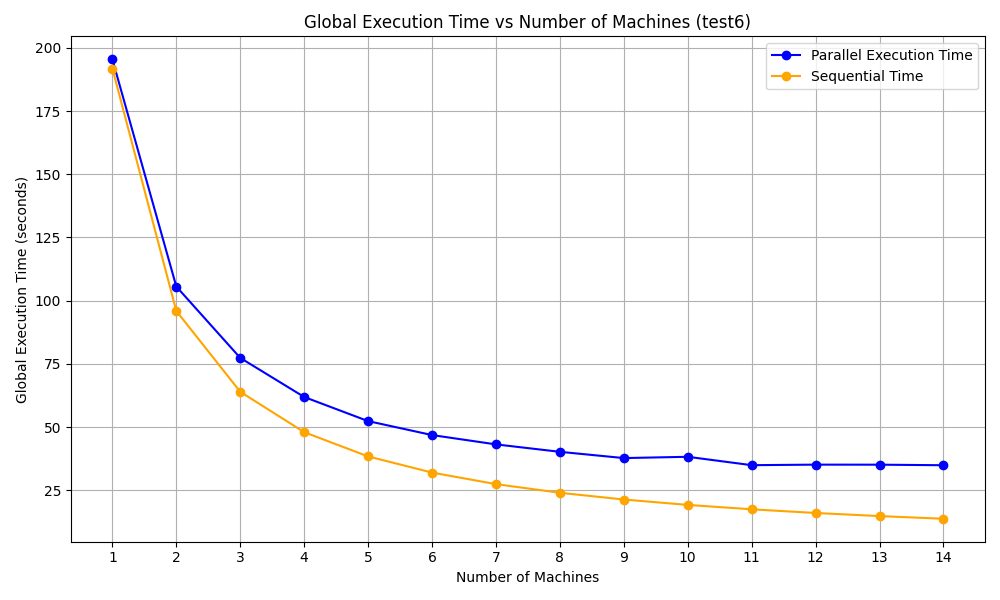 Global Execution Time vs Number of Machines (test6)
Parallel Execution Time
Sequential Time
Global Execution Time (seconds)
200
175
150
125
100
75
50
25
1 2 3 4 5 6 7 8 9 10 11 12 13 14
Number of Machines